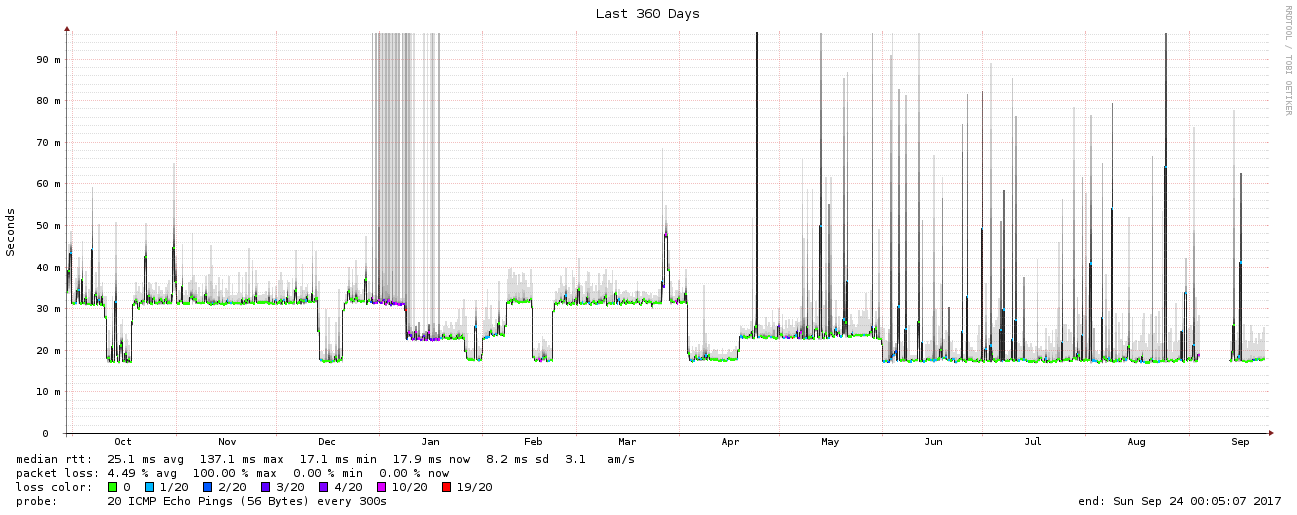 Last 360 Days
RRDTOOL / TOBI OETIKER
Seconds
90 m
80 m
70 m
60 m
50 m
40 m
30 m
20 m
10 m
0
Oct Nov Dec Jan Feb Mar Apr May Jun Jul Aug Sep
median rtt: 25.1 ms avg 137.1 ms max 17.1 ms min 17.9 ms now 8.2 ms sd 3.1 am/s
packet loss: 4.49 % avg 100.00 % max 0.00 % min 0.00 % now
loss color: 0 1/20 2/20 3/20 4/20 10/20 19/20
probe: 20 ICMP Echo Pings (56 Bytes) every 300s end: Sun Sep 24 00:05:07 2017